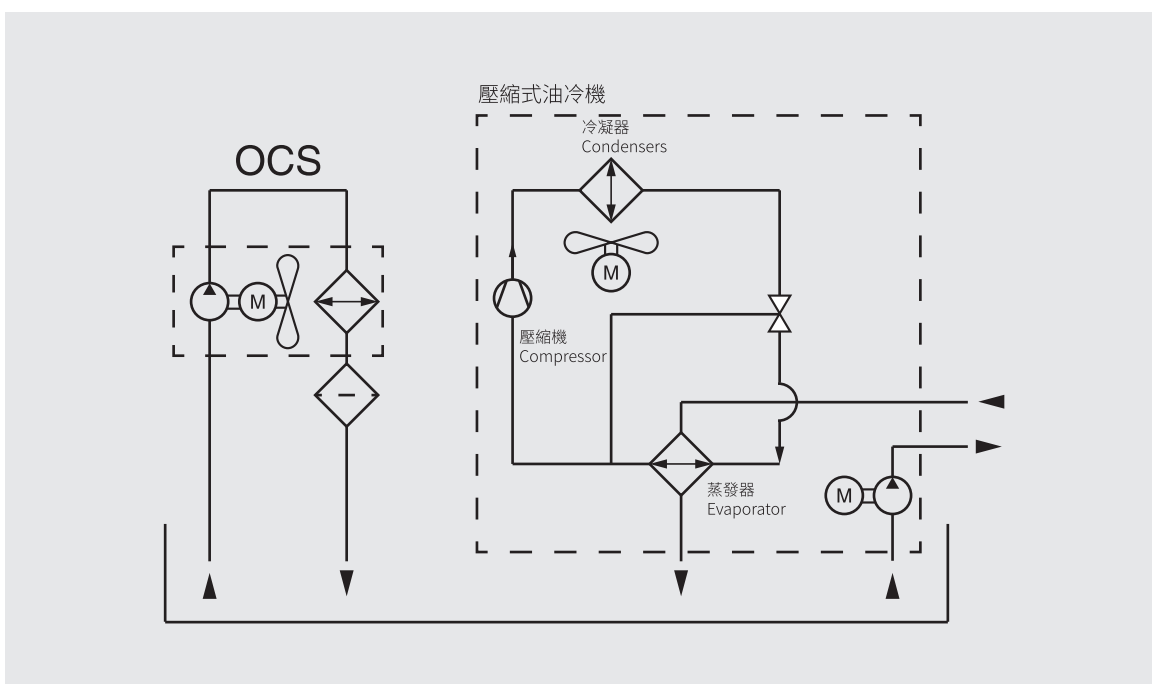 壓縮式油冷機
冷凝器
Condensers
OCS
M
M
壓縮機
Compressor
蒸發器
Evaporator
M